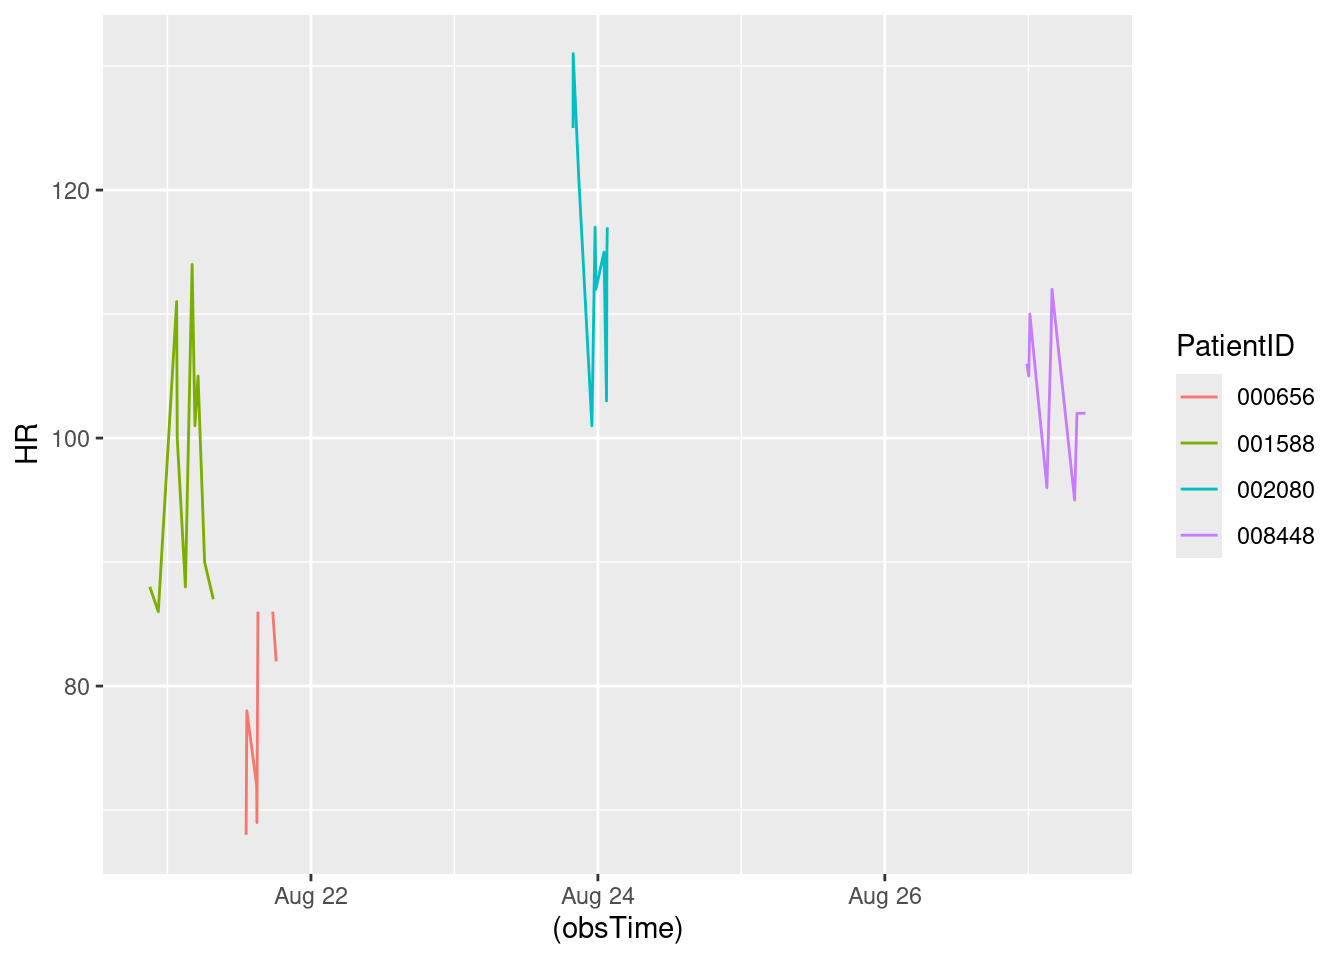 120
100
80
HR
Aug 22
Aug 24
Aug 26
(obsTime)
PatientID
000656
001588
002080
008448